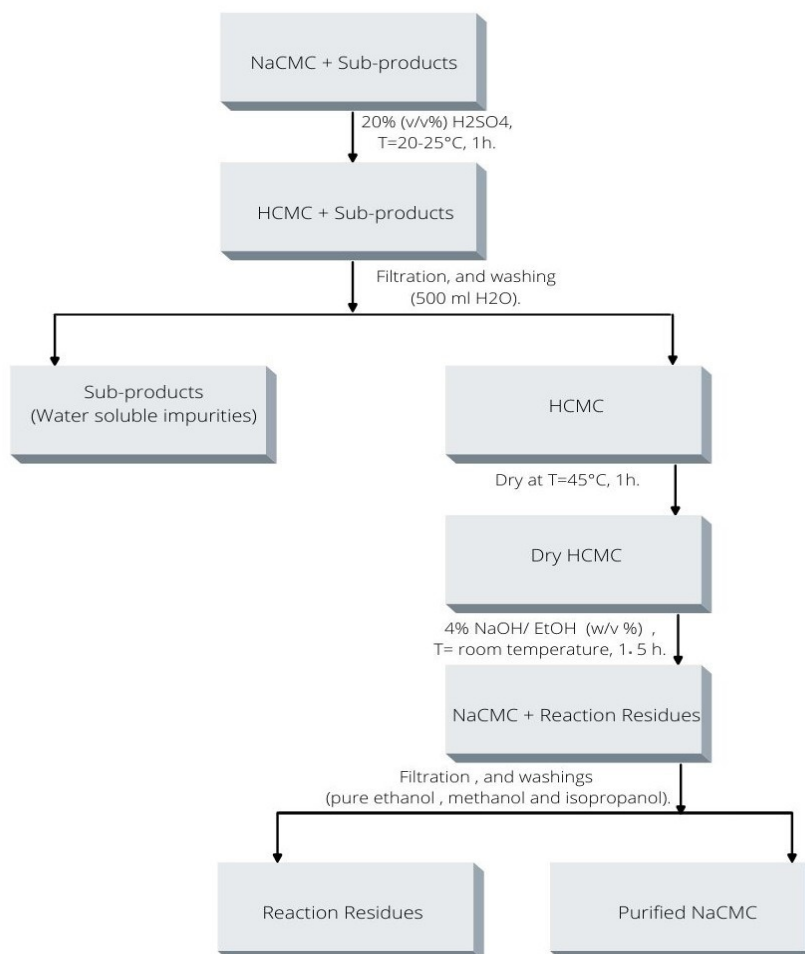 NaCMC + Sub-products
20% (v/v%) H2SO4,
T=20-25°C, 1h.
HCMC + Sub-products
Filtration, and washing
(500 ml H2O).
Sub-products
(Water soluble impurities)
HCMC
Dry at T=45°C, 1h.
Dry HCMC
4% NaOH/ EtOH (w/v %) ,
T= room temperature, 1. 5 h.
NaCMC + Reaction Residues
Filtration , and washings
(pure ethanol , methanol and isopropanol).
Reaction Residues
Purified NaCMC